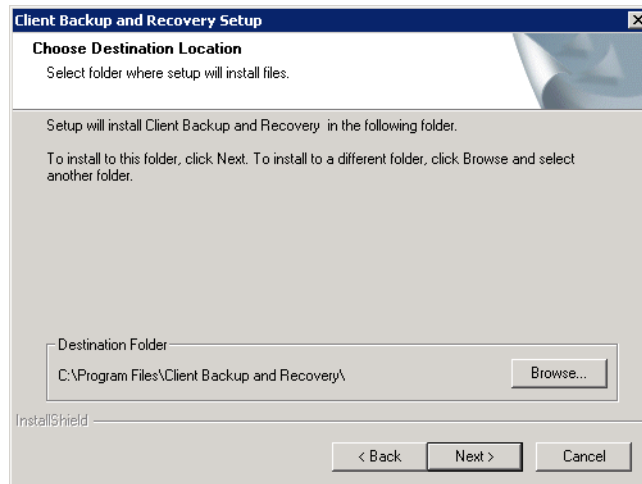 Client Backup and Recovery Setup
Choose Destination Location
Select folder where setup will install files.
Setup will install Client Backup and Recovery in the following folder.
To install to this folder, click Next. To install to a different folder, click Browse and select
another folder.
Destination Folder
C:\Program Files\Client Backup and Recovery\
Browse...
InstallShield
< Back
Next >
Cancel